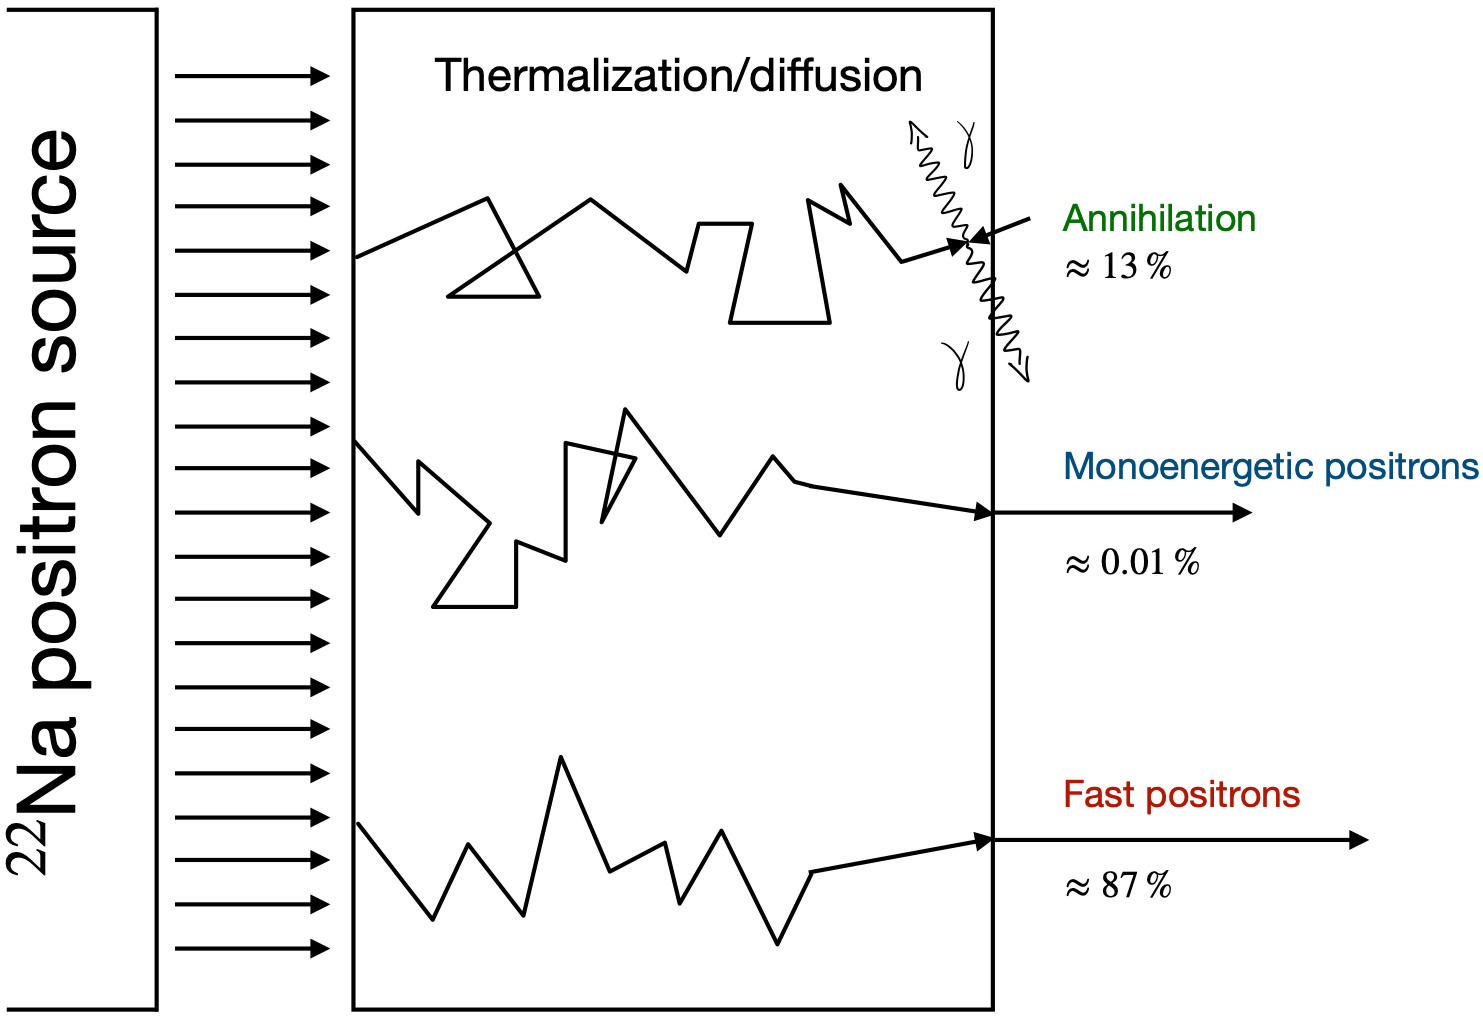 ²²Na positron source
Thermalization/diffusion
γ
Annihilation
≈ 13 %
γ
Monoenergetic positrons
≈ 0.01 %
Fast positrons
≈ 87 %